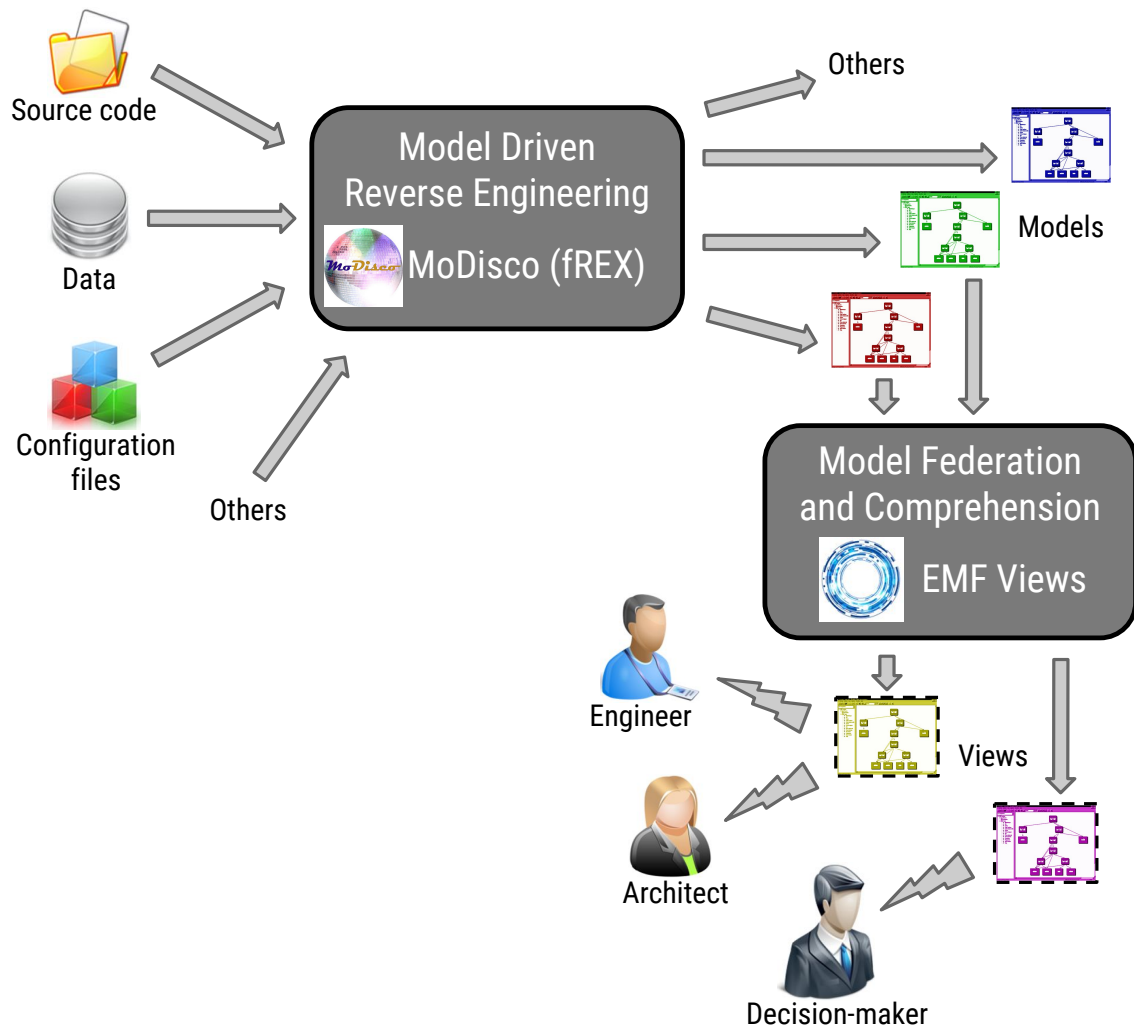 Source code
Others
Model Driven
Reverse Engineering
MoDisco
MoDisco (fREX)
Models
Data
Configuration
files
Others
Model Federation
and Comprehension
EMF Views
Engineer
Views
Architect
Decision-maker